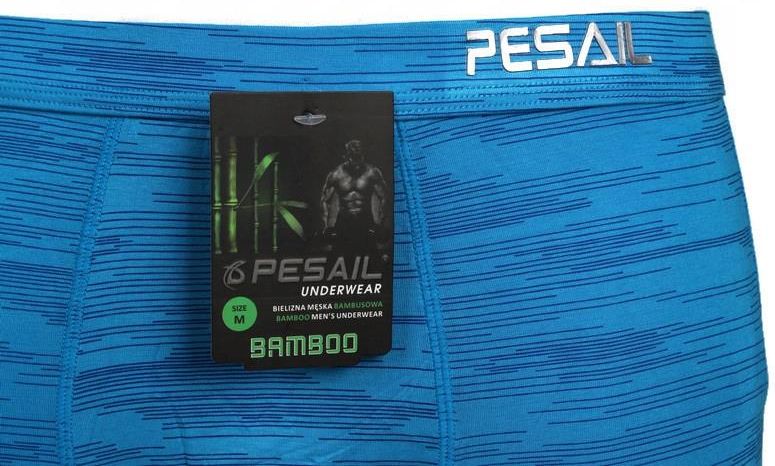 PESAIL
PESAIL®
UNDERWEAR
SIZE
M
BIELIZNA MĘSKA BAMBUSOWA
BAMBOO MEN'S UNDERWEAR
BAMBOO